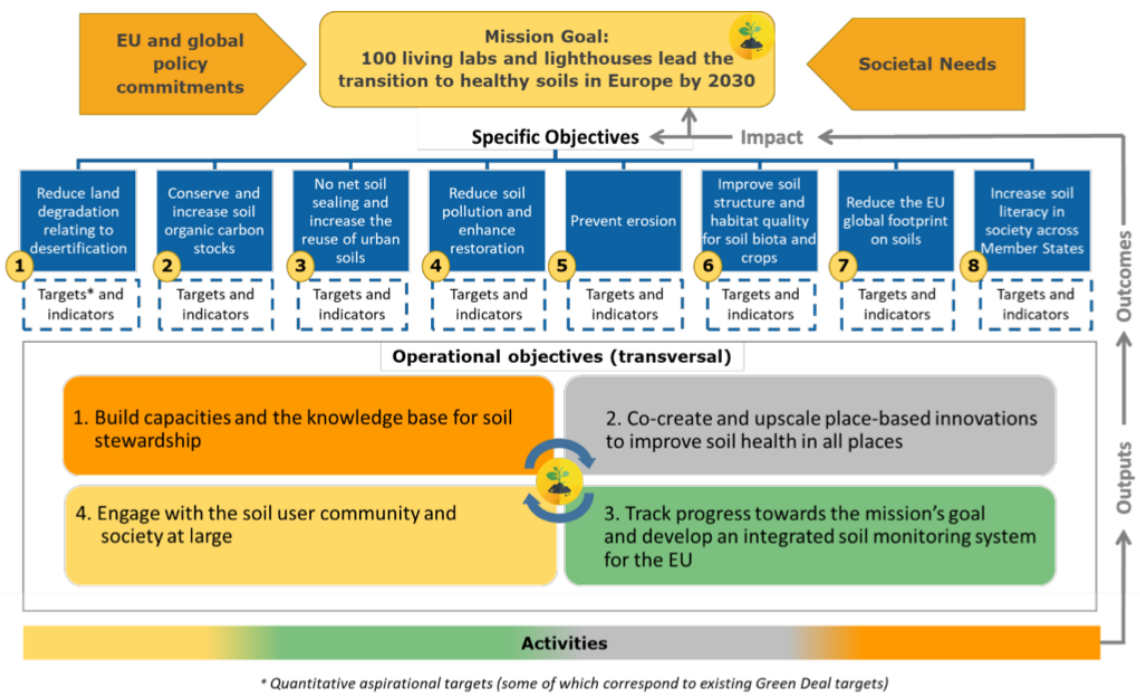 EU and global
policy
commitments
Mission Goal:
100 living labs and lighthouses lead the
transition to healthy soils in Europe by 2030
Societal Needs
Specific Objectives
Impact
Reduce land
degradation
relating to
desertification
1
Targets* and
indicators
Conserve and
increase soil
organic carbon
stocks
2
Targets and
indicators
No net soil
sealing and
increase the
reuse of urban
soils
3
Targets and
indicators
Reduce soil
pollution and
enhance
restoration
4
Targets and
indicators
Prevent erosion
5
Targets and
indicators
Improve soil
structure and
habitat quality
for soil biota and
crops
6
Targets and
indicators
Reduce the EU
global footprint
on soils
7
Targets and
indicators
Increase soil
literacy in
society across
Member States
8
Targets and
indicators
Outcomes
Outputs
Operational objectives (transversal)
1. Build capacities and the knowledge base for soil
stewardship
2. Co-create and upscale place-based innovations
to improve soil health in all places
4. Engage with the soil user community and
society at large
3. Track progress towards the mission’s goal
and develop an integrated soil monitoring system
for the EU
Activities
* Quantitative aspirational targets (some of which correspond to existing Green Deal targets)